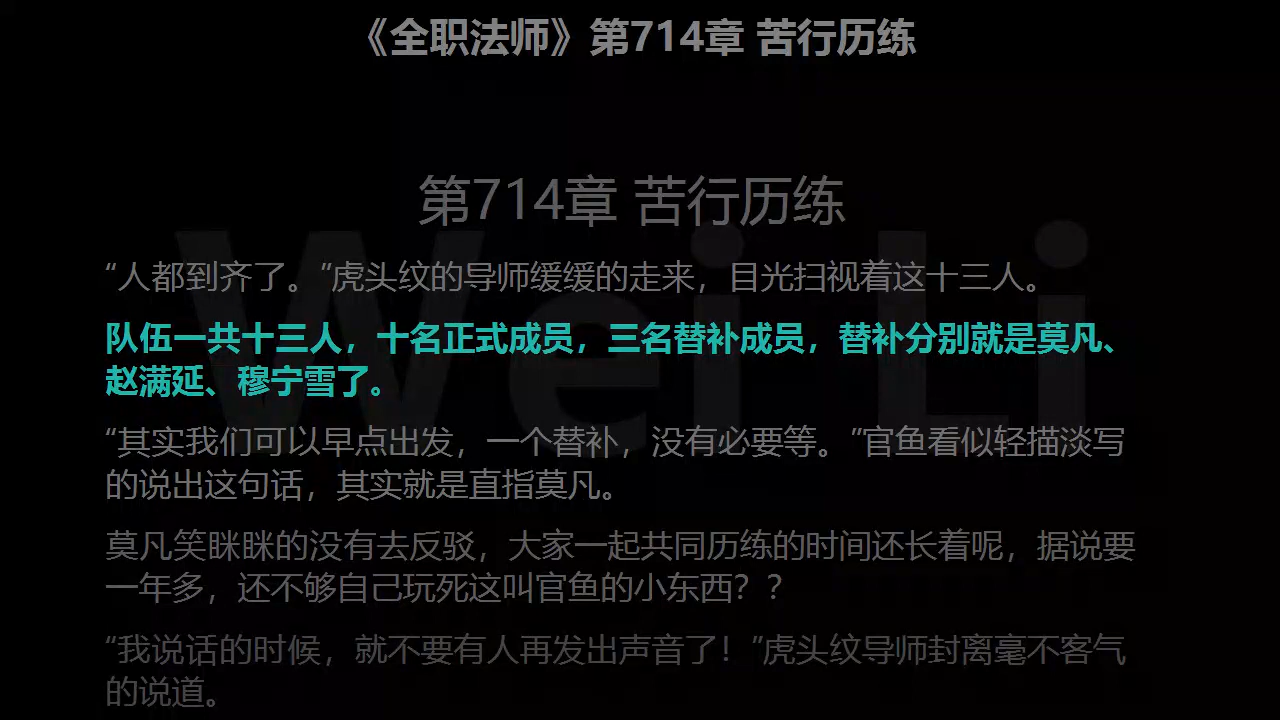 《全职法师》第714章 苦行历练
第714章 苦行历练
Wei Li
“人都到齐了。”虎头纹的导师缓缓的走来，目光扫视着这十三人。
队伍一共十三人，十名正式成员，三名替补成员，替补分别就是莫凡、
赵满延、穆宁雪了。
“其实我们可以早点出发，一个替补，没有必要等。”官鱼看似轻描淡写
的说出这句话，其实就是直指莫凡。
莫凡笑眯眯的没有去反驳，大家一起共同历练的时间还长着呢，据说要
一年多，还不够自己玩死这叫官鱼的小东西？？
“我说话的时候，就不要有人再发出声音了！”虎头纹导师封离毫不客气
的说道。